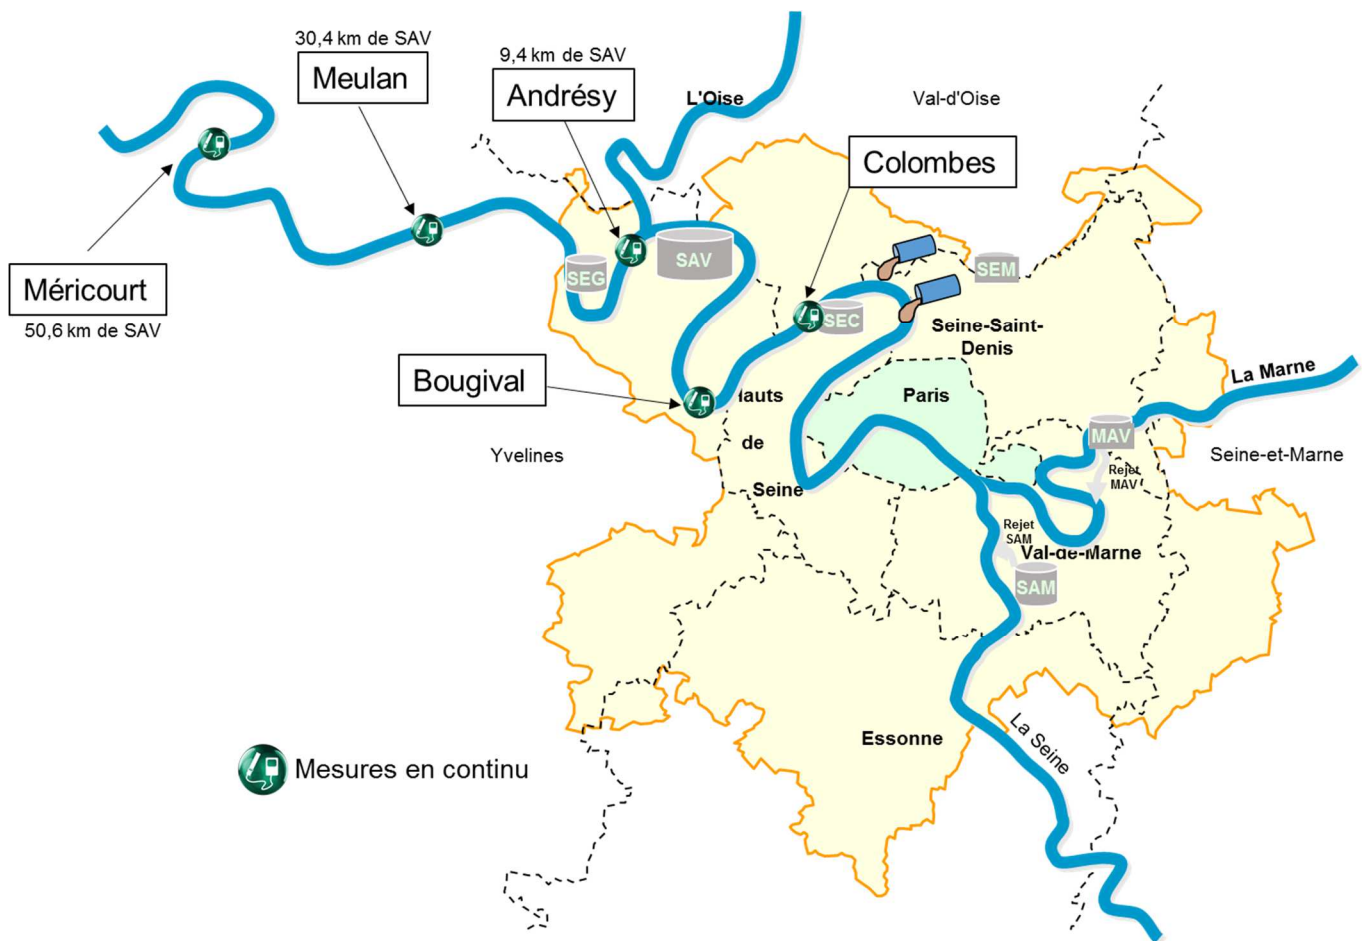 30,4 km de SAV
Meulan
9,4 km de SAV
Andrésy
L'Oise
Val-d'Oise
Colombes
Méricourt
50,6 km de SAV
SAV
SEG
SEM
SEC
Seine-Saint-
Denis
Bougival
La Marne
Hauts
de
Seine
Paris
Yvelines
MAV
Seine-et-Marne
Rejet
MAV
Rejet
SAM
Val-de-Marne
SAM
Essonne
La Seine
Mesures en continu